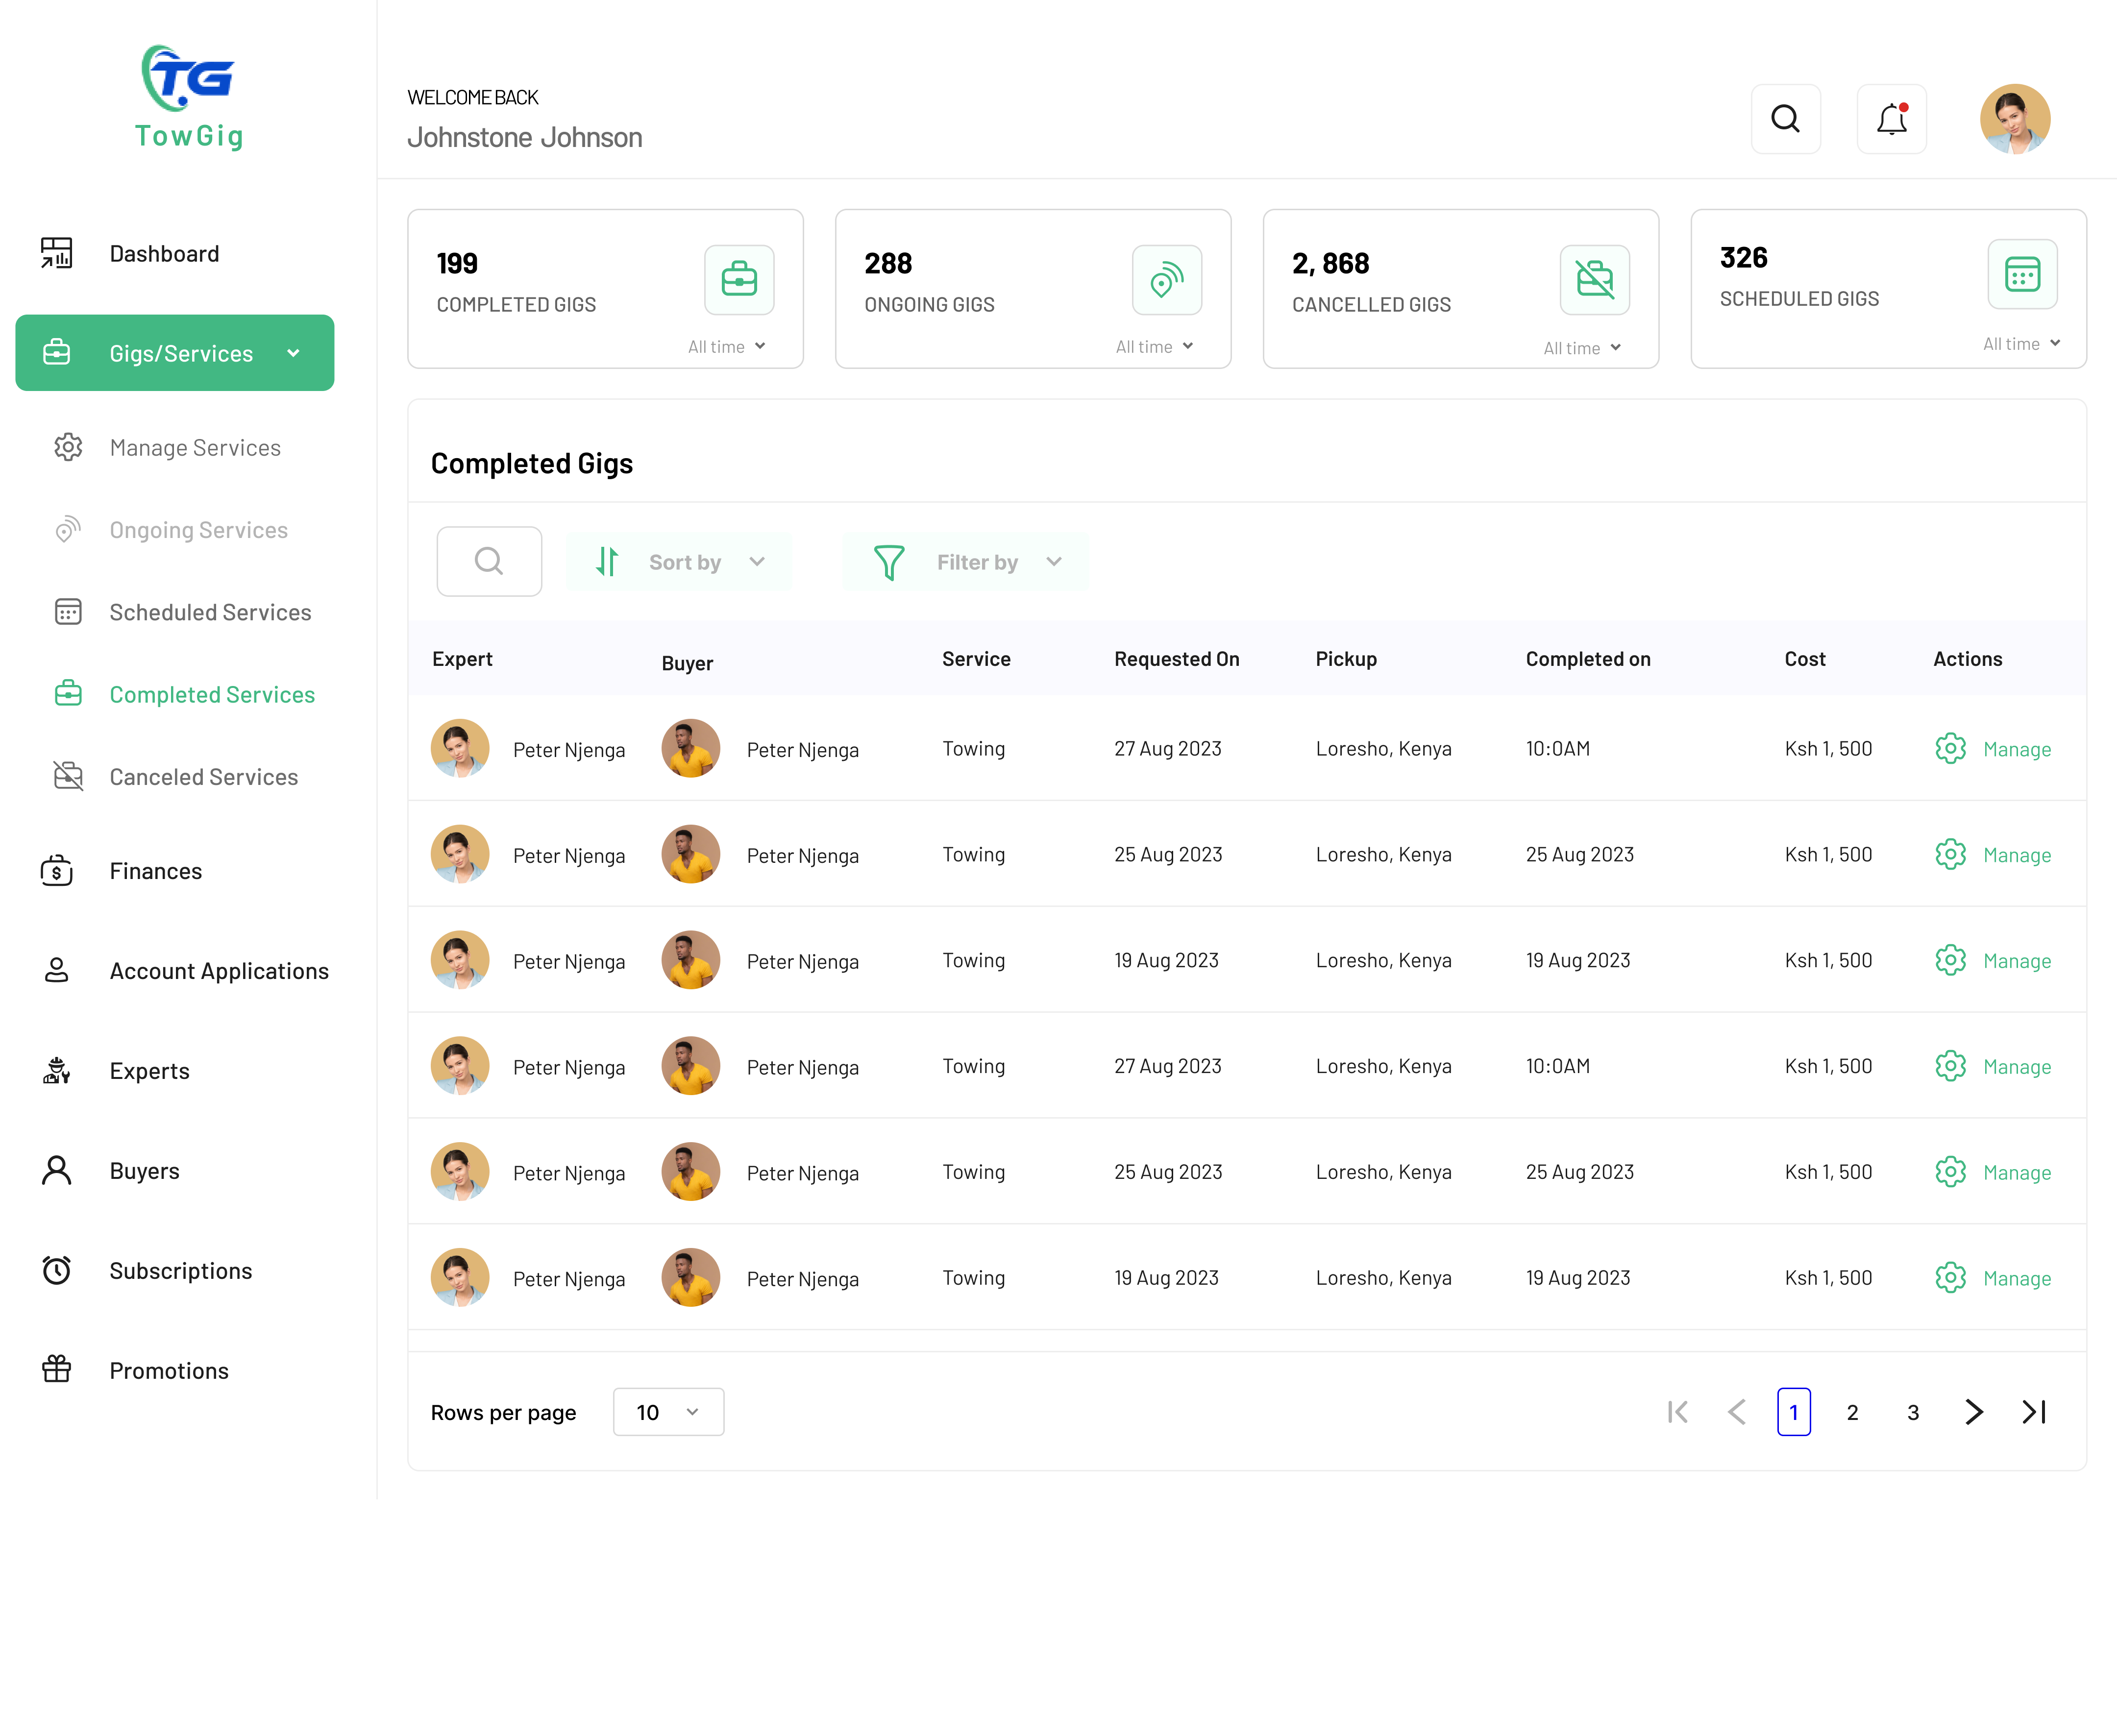 TG
TowGig
Dashboard
Gigs/Services
Manage Services
Ongoing Services
Scheduled Services
Completed Services
Canceled Services
Finances
Account Applications
Experts
Buyers
Subscriptions
Promotions
WELCOME BACK
Johnstone Johnson
199
COMPLETED GIGS
All time
288
ONGOING GIGS
All time
2, 868
CANCELLED GIGS
All time
326
SCHEDULED GIGS
All time
Completed Gigs
Sort by Filter by
Expert Buyer Service Requested On Pickup Completed on Cost Actions
Peter Njenga Peter Njenga Towing 27 Aug 2023 Loresho, Kenya 10:0AM Ksh 1, 500 Manage
Peter Njenga Peter Njenga Towing 25 Aug 2023 Loresho, Kenya 25 Aug 2023 Ksh 1, 500 Manage
Peter Njenga Peter Njenga Towing 19 Aug 2023 Loresho, Kenya 19 Aug 2023 Ksh 1, 500 Manage
Peter Njenga Peter Njenga Towing 27 Aug 2023 Loresho, Kenya 10:0AM Ksh 1, 500 Manage
Peter Njenga Peter Njenga Towing 25 Aug 2023 Loresho, Kenya 25 Aug 2023 Ksh 1, 500 Manage
Peter Njenga Peter Njenga Towing 19 Aug 2023 Loresho, Kenya 19 Aug 2023 Ksh 1, 500 Manage
Rows per page 10 1 2 3